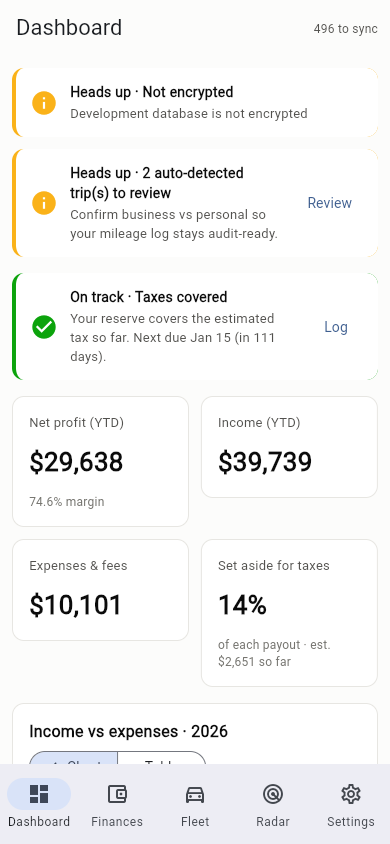 Dashboard
496 to sync
Heads up · Not encrypted
Development database is not encrypted
Heads up · 2 auto-detected
trip(s) to review
Confirm business vs personal so
your mileage log stays audit-ready.
Review
On track · Taxes covered
Your reserve covers the estimated
tax so far. Next due Jan 15 (in 111
days).
Log
Net profit (YTD)
$29,638
74.6% margin
Income (YTD)
$39,739
Expenses & fees
$10,101
Set aside for taxes
14%
of each payout · est.
$2,651 so far
Income vs expenses · 2026
Dashboard
Finances
Fleet
Radar
Settings